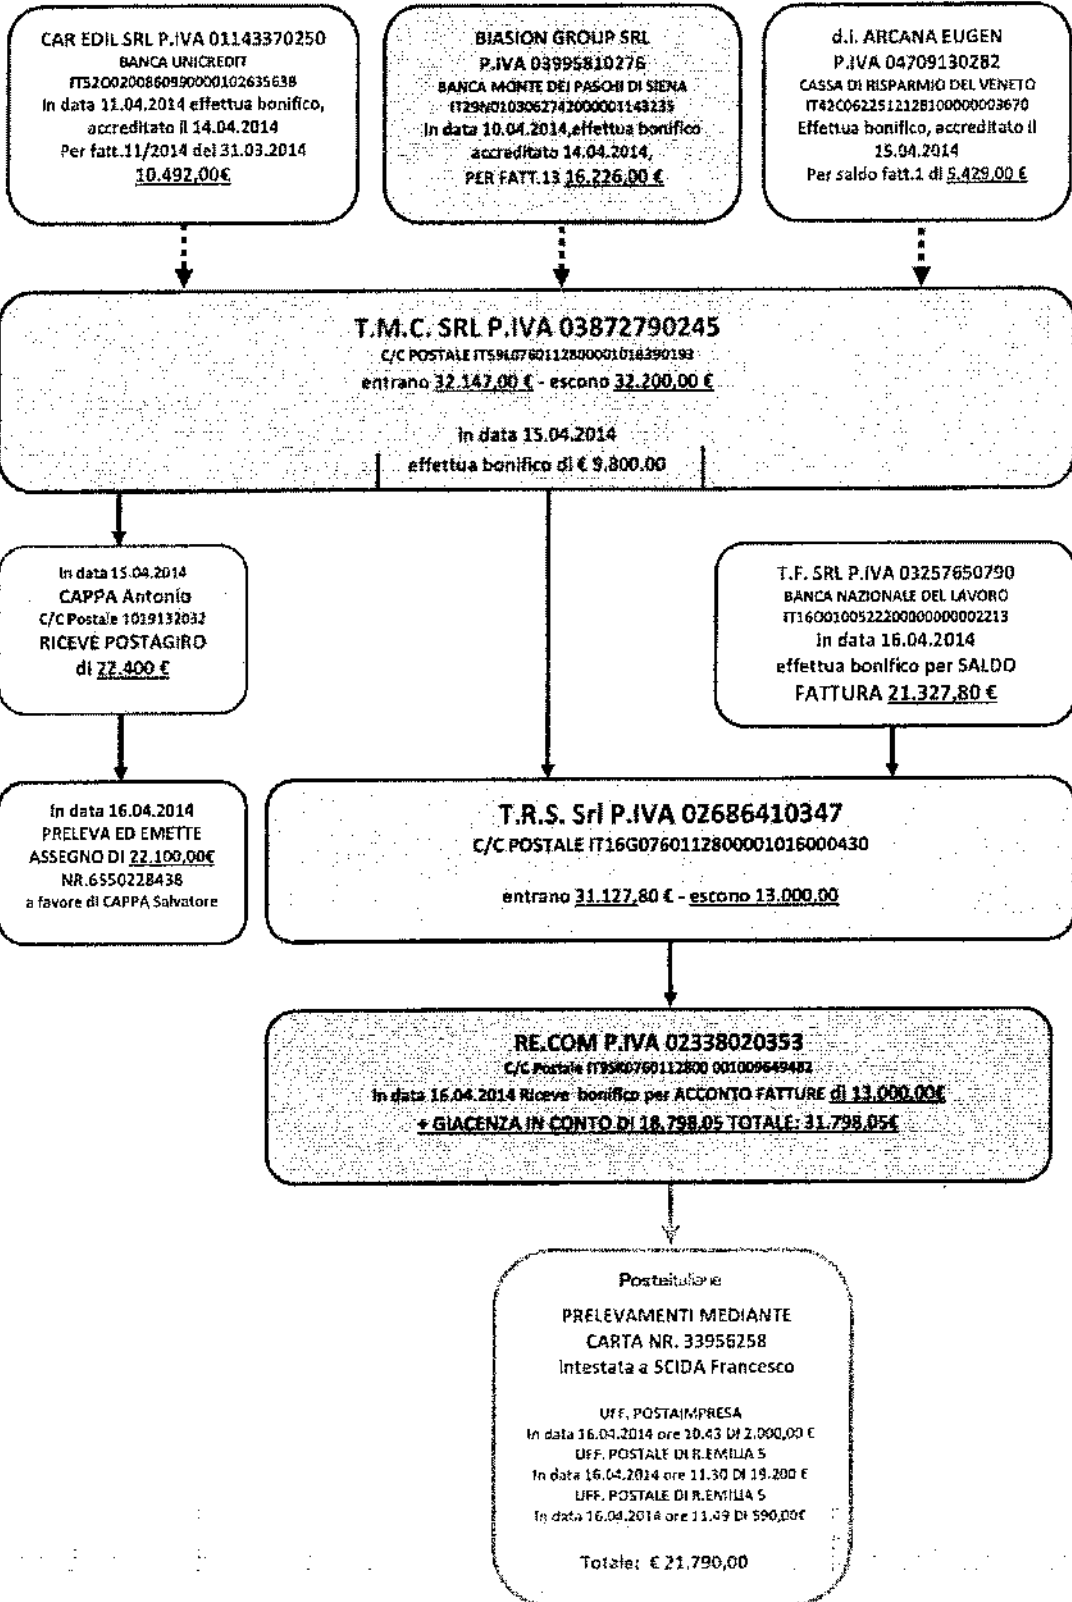 CAR EDIL SRL P.IVA 01143370250
BANCA UNICREDIT
IT52O0200860990000102635638
In data 11.04.2014 effettua bonifico,
accreditato il 14.04.2014
Per fatt.11/2014 del 31.03.2014
10.492,00€
BIASION GROUP SRL
P.IVA 03995810276
BANCA MONTE DEI PASCHI DI SIENA
IT29N0103062742000001143235
In data 10.04.2014,effettua bonifico
accreditato 14.04.2014,
PER FATT.13 16.226,00 €
d.i. ARCANA EUGEN
P.IVA 04709130282
CASSA DI RISPARMIO DEL VENETO
IT42C0622512128100000003670
Effettua bonifico, accreditato il
15.04.2014
Per saldo fatt.1 di 5.429,00 €
T.M.C. SRL P.IVA 03872790245
C/C POSTALE IT59L0760112800001018390193
entrano 32.147,00 € - escono 32.200,00 €
in data 15.04.2014
effettua bonifico di € 9.800.00
In data 15.04.2014
CAPPA Antonio
C/C Postale 1019132032
RICEVE POSTAGIRO
di 22.400 €
T.F. SRL P.IVA 03257650790
BANCA NAZIONALE DEL LAVORO
IT16O0100522200000000002213
In data 16.04.2014
effettua bonifico per SALDO
FATTURA 21.327,80 €
In data 16.04.2014
PRELEVA ED EMETTE
ASSEGNO DI 22.100,00€
NR.6550228438
a favore di CAPPA Salvatore
T.R.S. Srl P.IVA 02686410347
C/C POSTALE IT16G0760112800001016000430
entrano 31.127,80 € - escono 13.000,00
RE.COM P.IVA 02338020353
C/C Postale 001009649482
In data 16.04.2014 Riceve bonifico per ACCONTO FATTURE di 13.000,00€
+ GIACENZA IN CONTO DI 18.798,05 TOTALE: 31.798,05€
Posteitaliane
PRELEVAMENTI MEDIANTE
CARTA NR. 33956258
Intestata a SCIDA Francesco
UFF. POSTAIMPRESA
In data 16.04.2014 ore 10.43 DI 2.000,00 €
UFF. POSTALE DI R.EMILIA 5
In data 16.04.2014 ore 11.30 DI 19.200 €
UFF. POSTALE DI R.EMILIA 5
In data 16.04.2014 ore 11.49 DI 590,00€
Totale: € 21.790,00